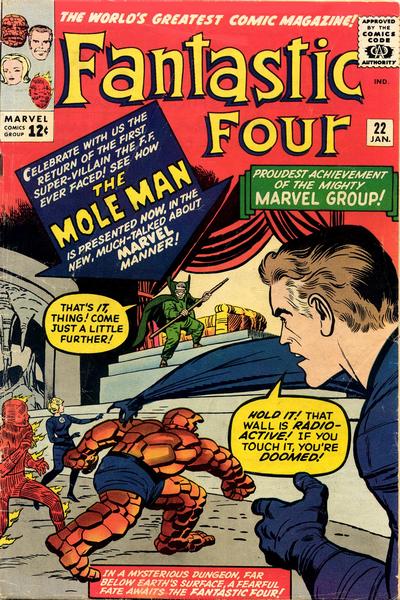 THE WORLD'S GREATEST COMIC MAGAZINE!
APPROVED
BY THE
COMICS
CODE
CA
AUTHORITY
Fantastic
Four
IND.
MARVEL
COMICS
GROUP 12¢
22
JAN.
CELEBRATE WITH US THE
RETURN OF THE FIRST
SUPER-VILLAIN THE F.F.
EVER FACED! SEE HOW
THE
MOLE MAN
IS PRESENTED NOW, IN THE
NEW, MUCH-TALKED ABOUT
MARVEL
MANNER!
PROUDEST ACHIEVEMENT
OF THE MIGHTY
MARVEL GROUP!
THAT'S IT,
THING! COME
JUST A LITTLE
FURTHER!
HOLD IT! THAT
WALL IS RADIO-
ACTIVE! IF YOU
TOUCH IT, YOU'RE
DOOMED!
IN A MYSTERIOUS DUNGEON, FAR
BELOW EARTH'S SURFACE, A FEARFUL
FATE AWAITS THE FANTASTIC FOUR!